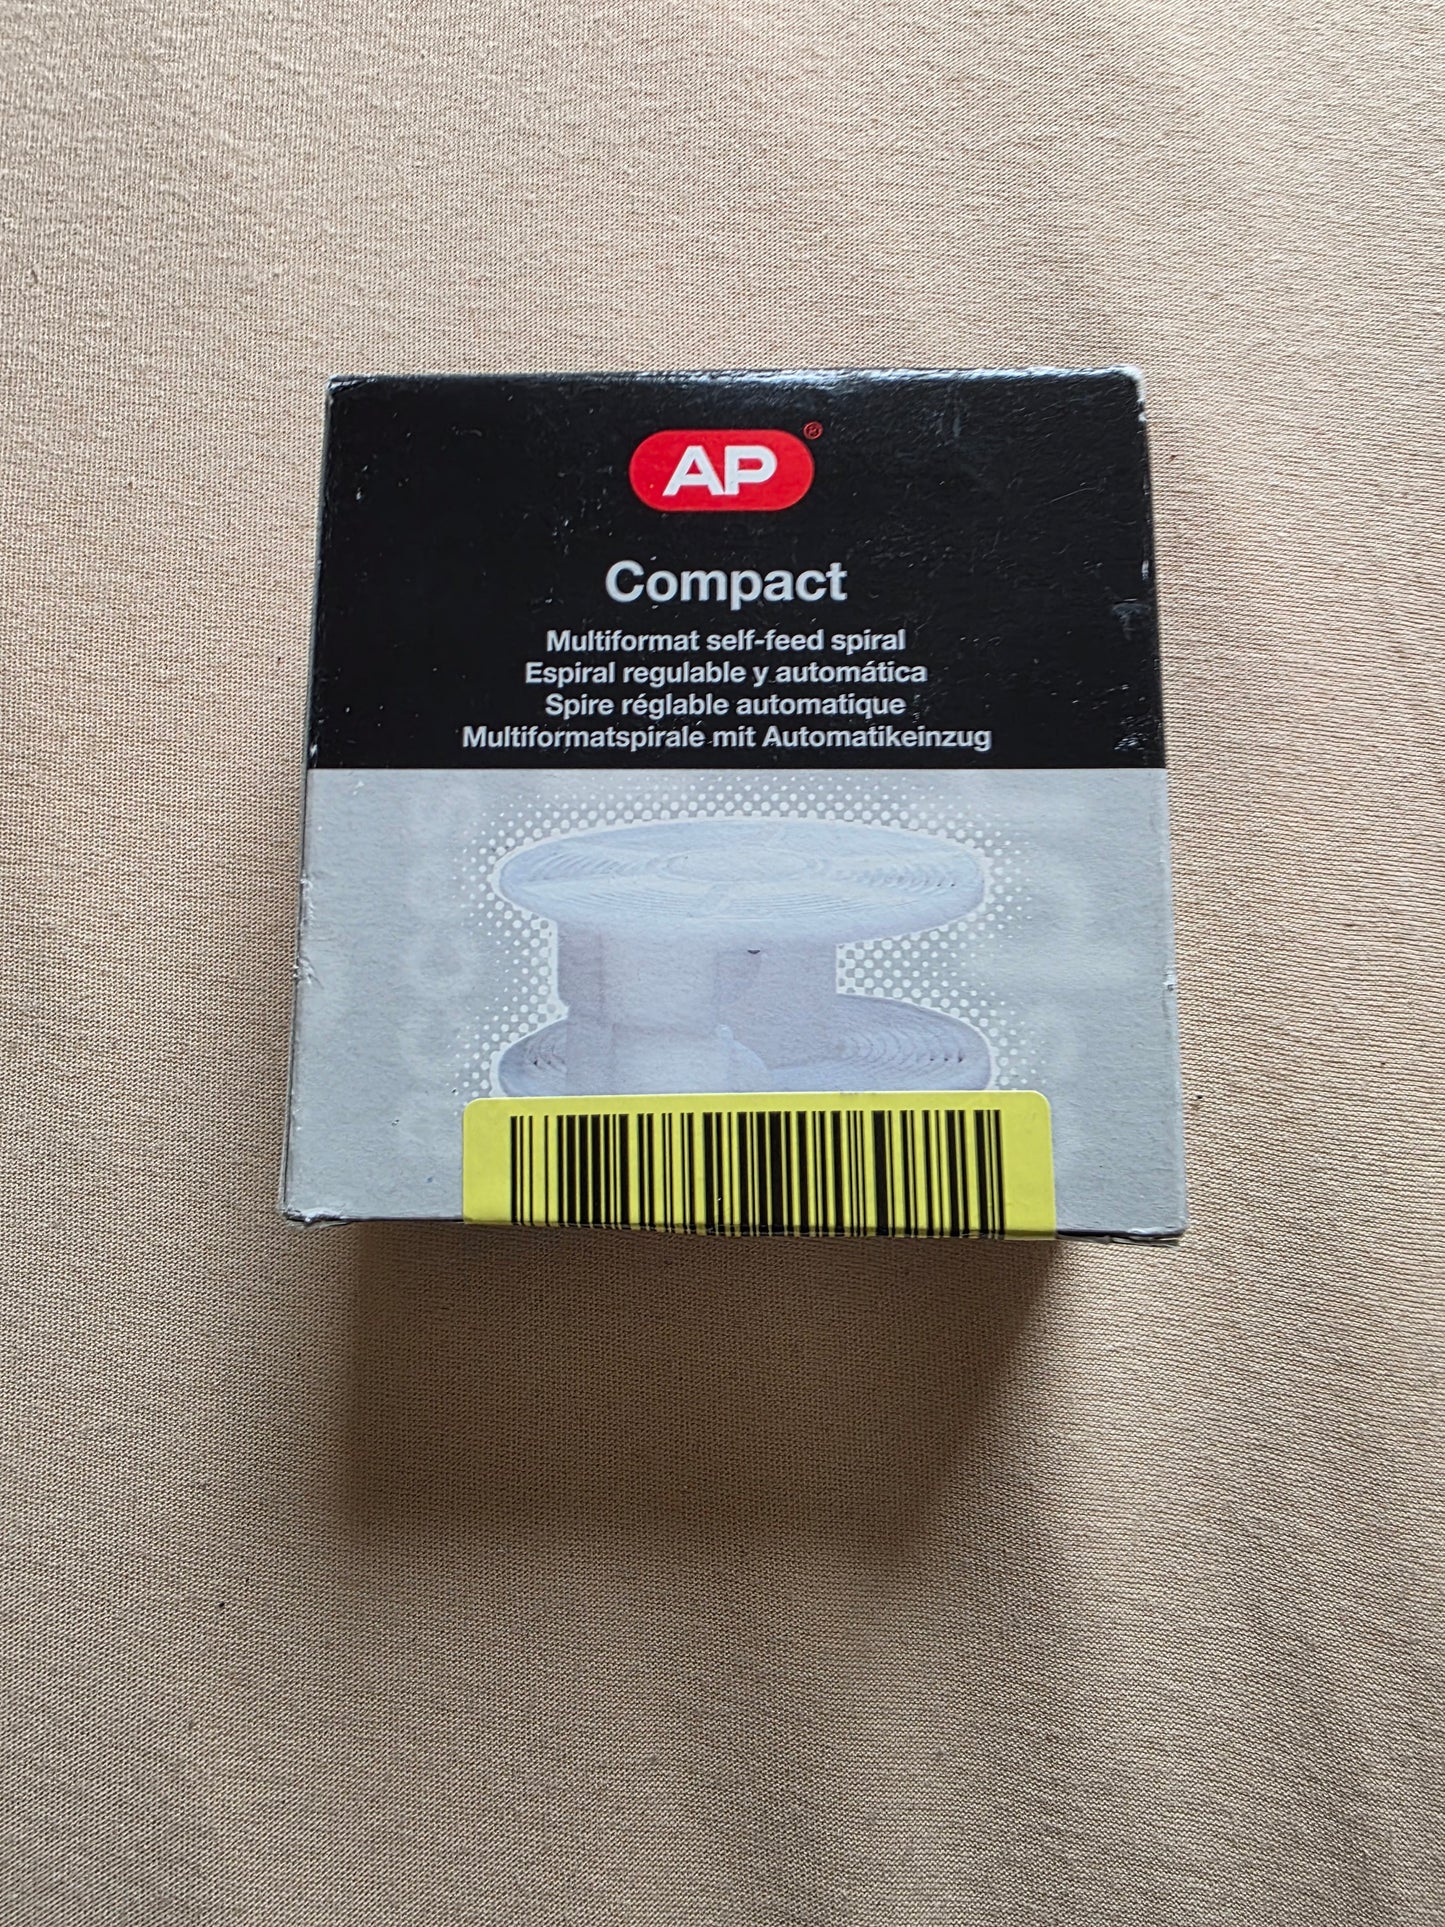 AP®
Compact
Multiformat self-feed spiral
Espiral regulable y automática
Spire réglable automatique
Multiformatspirale mit Automatikeinzug